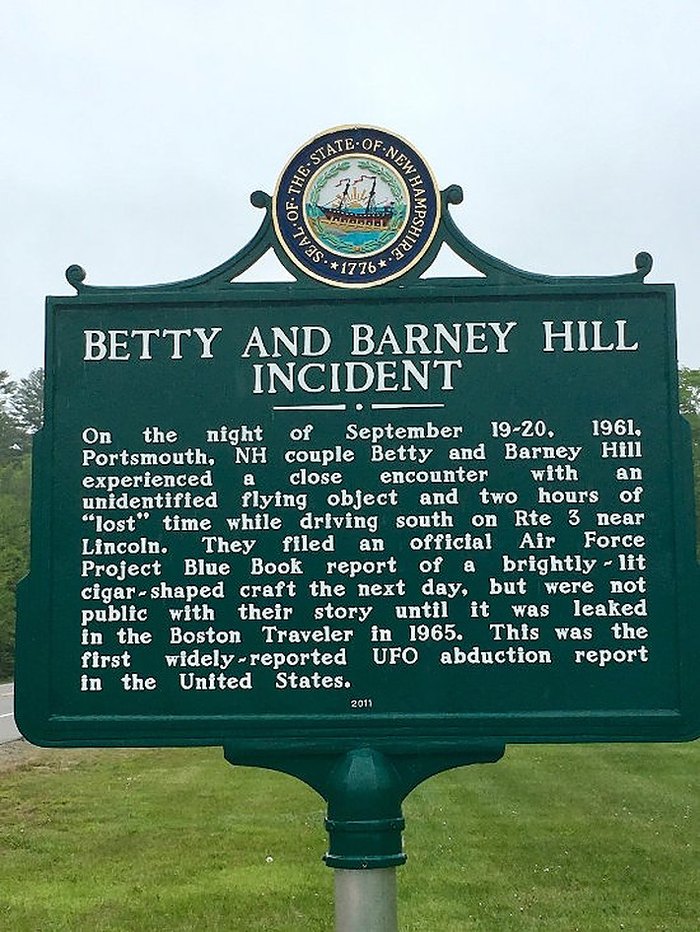 SEAL·OF·THE·STATE·OF·NEW HAMPSHIRE·
★1776★
BETTY AND BARNEY HILL
INCIDENT
On the night of September 19-20, 1961,
Portsmouth, NH couple Betty and Barney Hill
experienced a close encounter with an
unidentified flying object and two hours of
“lost” time while driving south on Rte 3 near
Lincoln. They filed an official Air Force
Project Blue Book report of a brightly-lit
cigar-shaped craft the next day, but were not
public with their story until it was leaked
in the Boston Traveler in 1965. This was the
first widely-reported UFO abduction report
in the United States.
2011